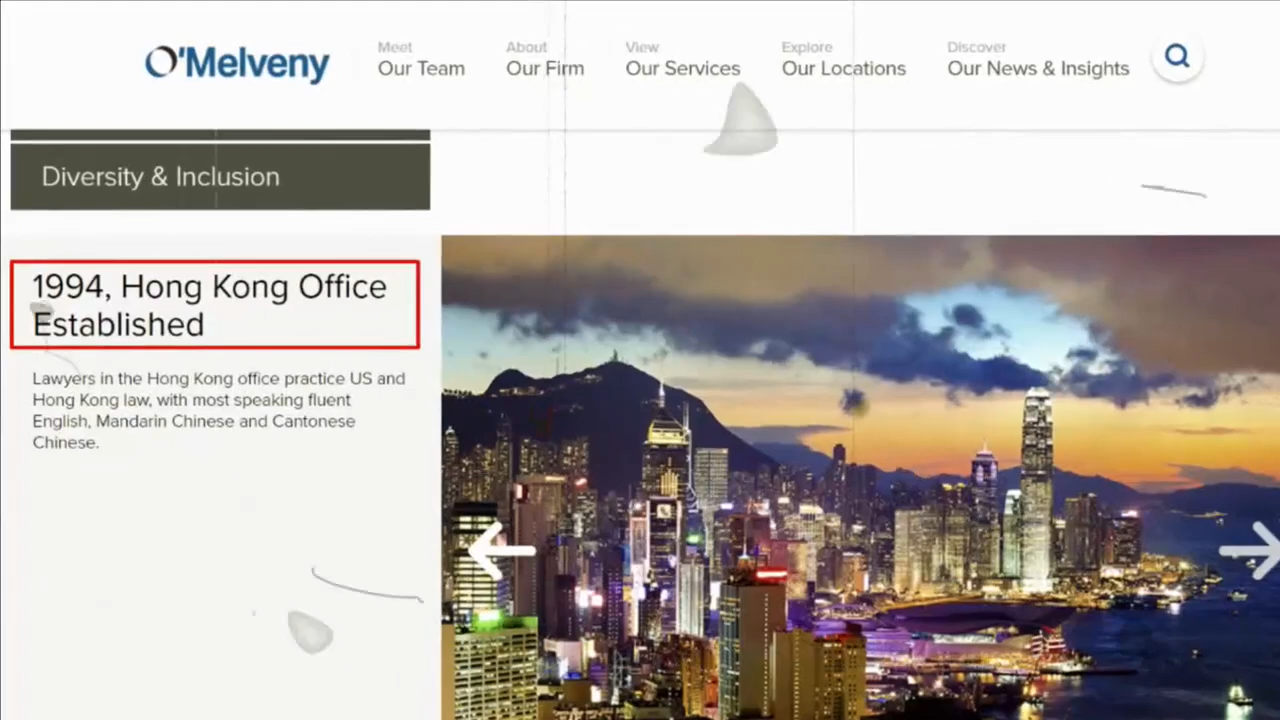 O'Melveny
Meet
Our Team
About
Our Firm
View
Our Services
Explore
Our Locations
Discover
Our News & Insights
Diversity & Inclusion
1994, Hong Kong Office
Established
Lawyers in the Hong Kong office practice US and
Hong Kong law, with most speaking fluent
English, Mandarin Chinese and Cantonese
Chinese.